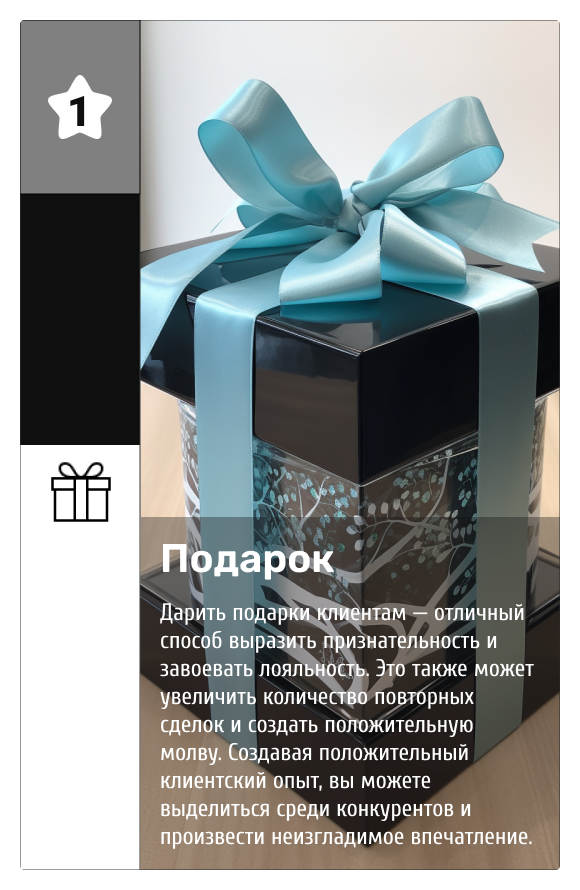 1
Подарок
Дарить подарки клиентам — отличный
способ выразить признательность и
завоевать лояльность. Это также может
увеличить количество повторных
сделок и создать положительную
молву. Создавая положительный
клиентский опыт, вы можете
выделиться среди конкурентов и
произвести неизгладимое впечатление.